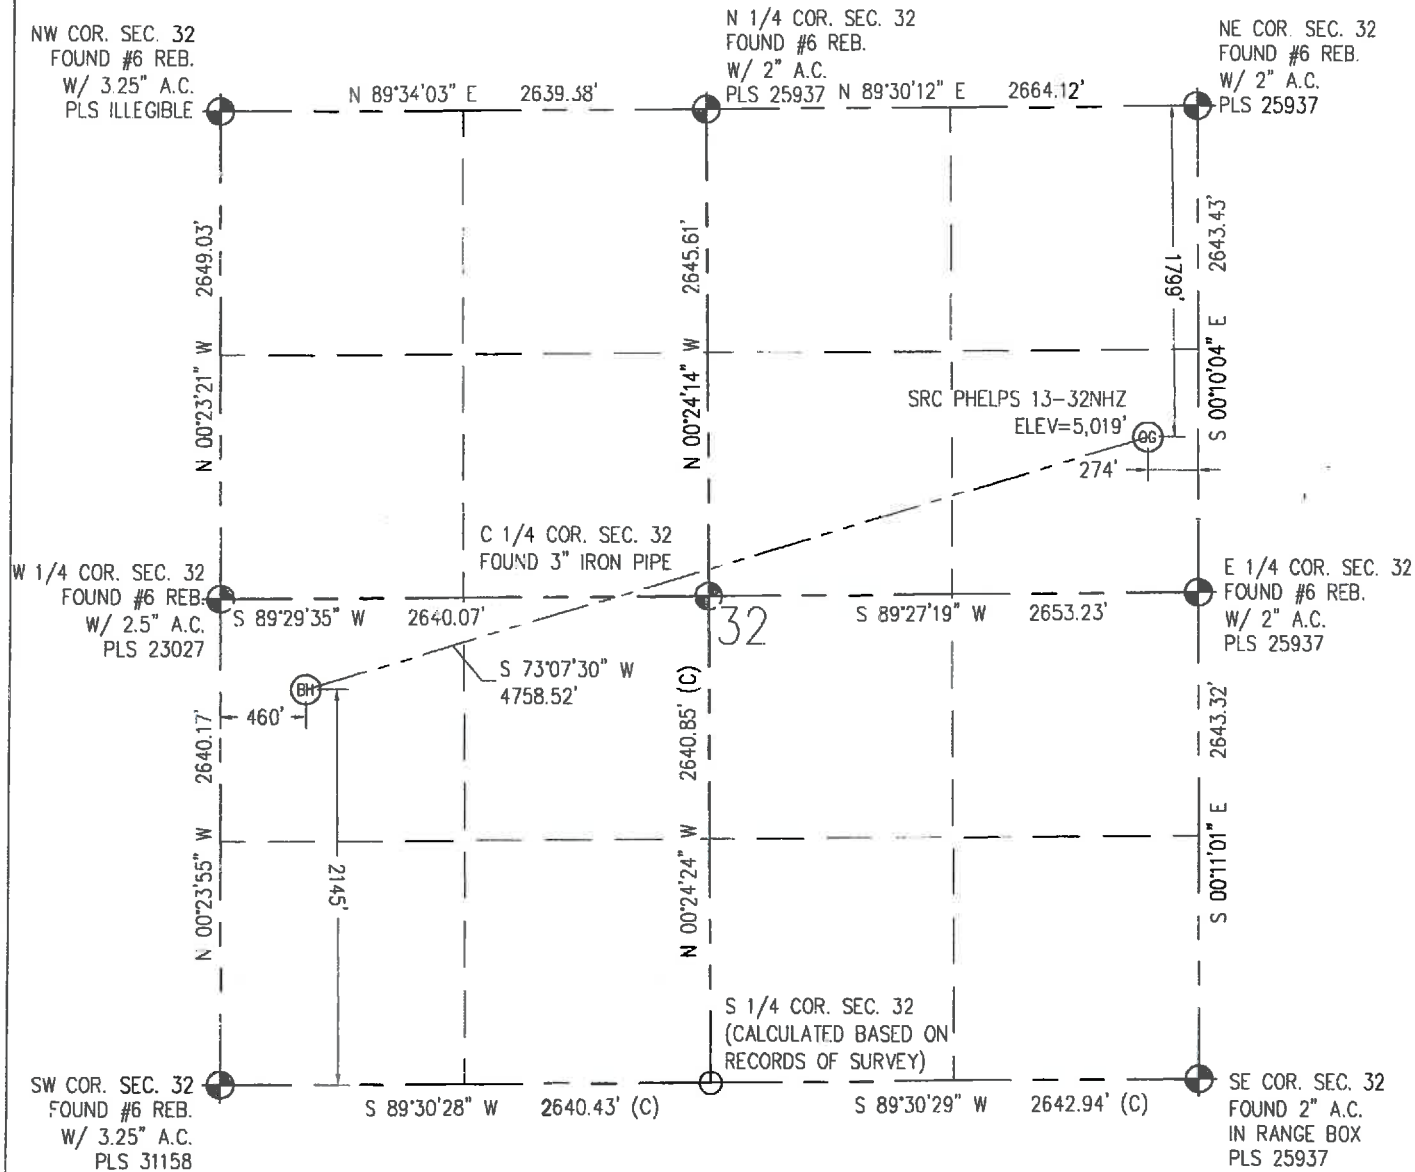 NW COR. SEC. 32
FOUND #6 REB.
W/ 3.25" A.C.
PLS ILLEGIBLE
N 89°34'03" E 2639.58'
N 1/4 COR. SEC. 32
FOUND #6 REB.
W/ 2" A.C.
PLS 25937
N 89°30'12" E 2664.12'
NE COR. SEC. 32
FOUND #6 REB.
W/ 2" A.C.
PLS 25937
N 00°23'21" W 2649.03'
N 00°24'14" W 2645.61'
1799'
S 00°10'04" E 2643.43'
SRC PHELPS 13-32NHZ
ELEV=5,019'
OG
274'
C 1/4 COR. SEC. 32
FOUND 3" IRON PIPE
W 1/4 COR. SEC. 32
FOUND #6 REB.
W/ 2.5" A.C.
PLS 23027
S 89°29'35" W 2640.07'
32
S 89°27'19" W 2653.23'
E 1/4 COR. SEC. 32
FOUND #6 REB.
W/ 2" A.C.
PLS 25937
S 73°07'30" W
4758.52'
BH
460'
2145'
N 00°23'55" W 2640.17'
N 00°24'24" W 2640.85' (C)
S 00°11'01" E 2643.32'
S 1/4 COR. SEC. 32
(CALCULATED BASED ON
RECORDS OF SURVEY)
SW COR. SEC. 32
FOUND #6 REB.
W/ 3.25" A.C.
PLS 31158
S 89°30'28" W 2640.43' (C)
S 89°30'29" W 2642.94' (C)
SE COR. SEC. 32
FOUND 2" A.C.
IN RANGE BOX
PLS 25937